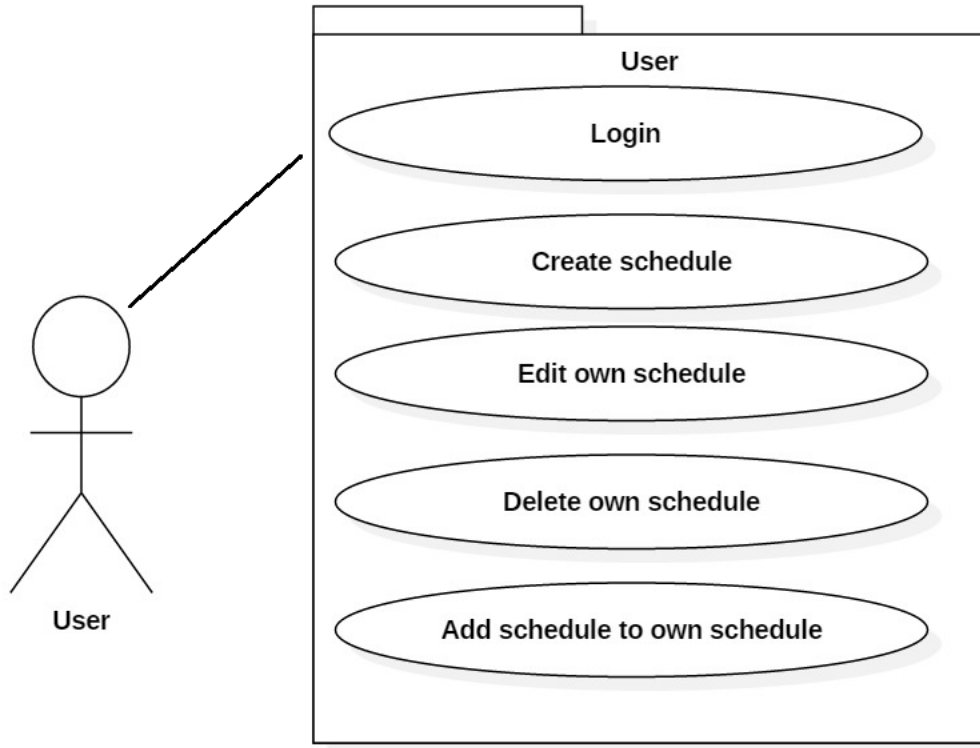 User
Login
Create schedule
Edit own schedule
Delete own schedule
Add schedule to own schedule
User